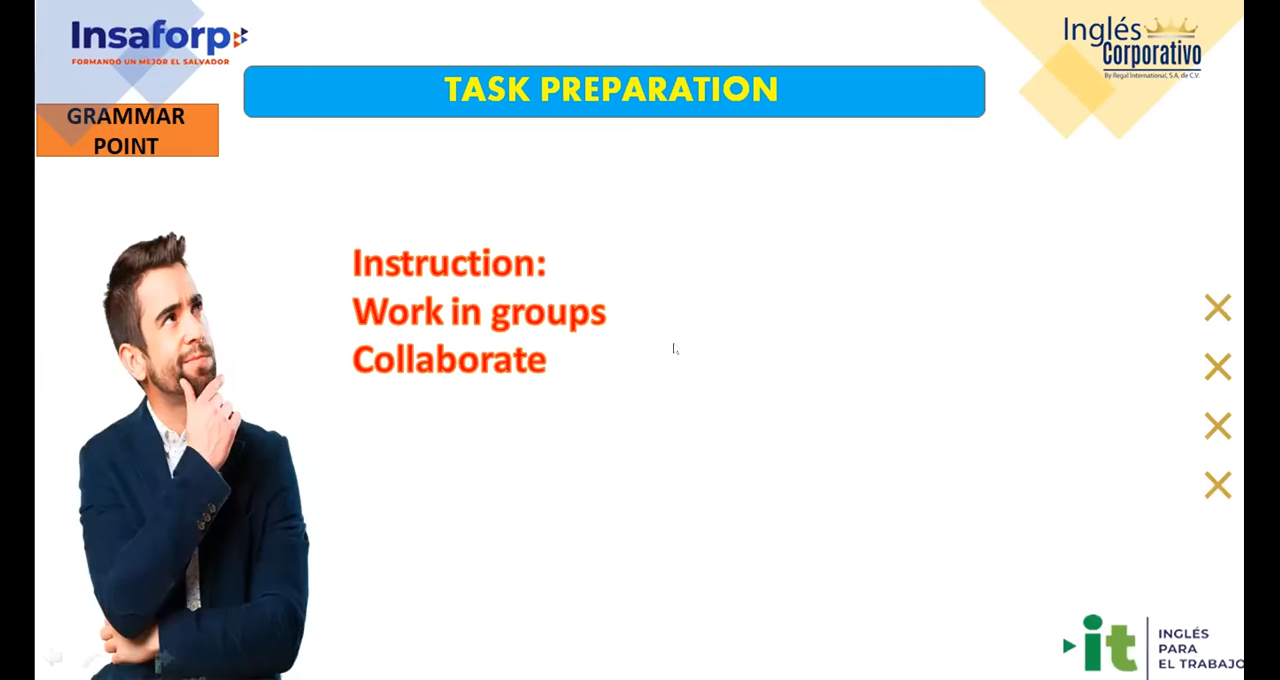 Insaforp
FORMANDO UN MEJOR EL SALVADOR
Inglés
Corporativo
By Regal International, S.A. de C.V.
TASK PREPARATION
GRAMMAR
POINT
Instruction:
Work in groups
Collaborate
it
INGLÉS
PARA
EL TRABAJO